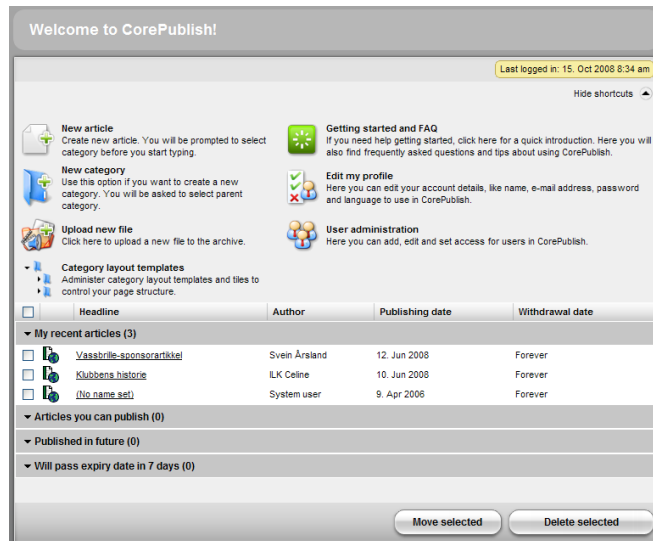 Welcome to CorePublish!
Last logged in: 15. Oct 2008 8:34 am
Hide shortcuts
New article
Create new article. You will be prompted to select
category before you start typing.
Getting started and FAQ
If you need help getting started, click here for a quick introduction. Here you will
also find frequently asked questions and tips about using CorePublish.
New category
Use this option if you want to create a new
category. You will be asked to select parent
category.
Edit my profile
Here you can edit your account details, like name, e-mail address, password
and language to use in CorePublish.
Upload new file
Click here to upload a new file to the archive.
User administration
Here you can add, edit and set access for users in CorePublish.
Category layout templates
Administer category layout templates and tiles to
control your page structure.
Headline Author Publishing date Withdrawal date
My recent articles (3)
Vassbrille-sponsorartikkel Svein Årsland 12. Jun 2008 Forever
Klubbens historie ILK Celine 10. Jun 2008 Forever
(No name set) System user 9. Apr 2006 Forever
Articles you can publish (0)
Published in future (0)
Will pass expiry date in 7 days (0)
Move selected Delete selected